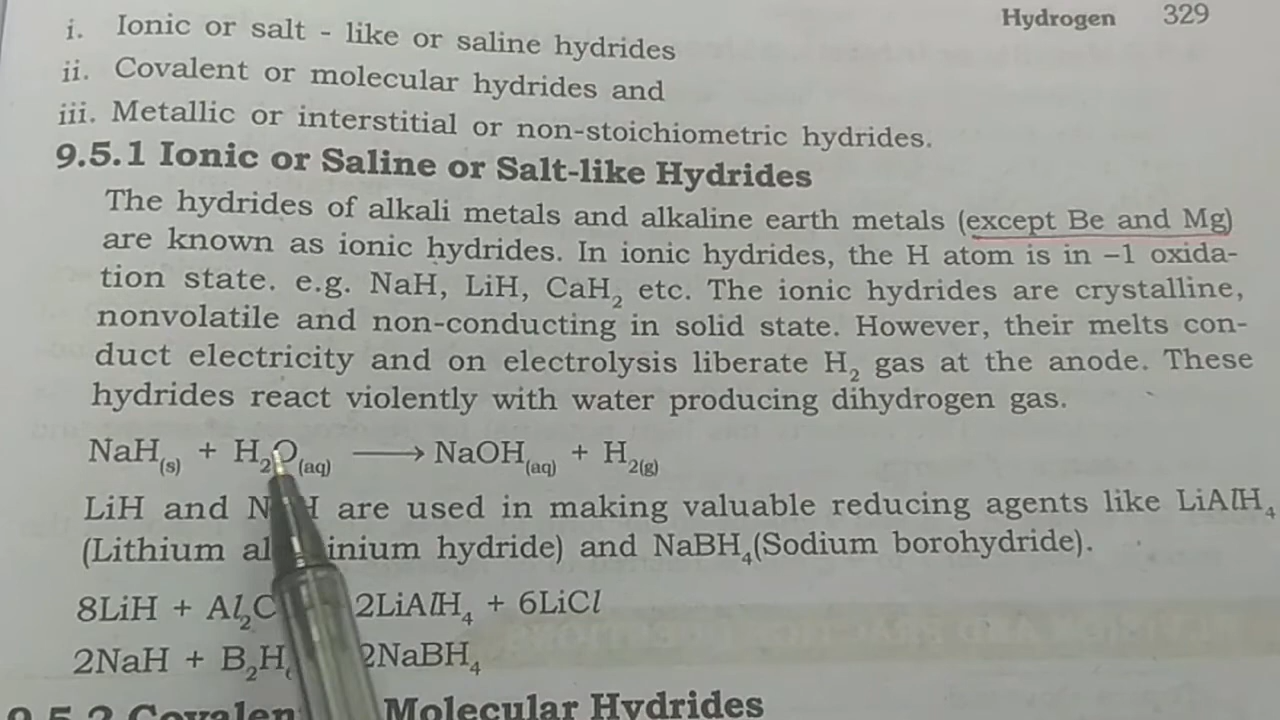 Hydrogen 329
i. Ionic or salt - like or saline hydrides
ii. Covalent or molecular hydrides and
iii. Metallic or interstitial or non-stoichiometric hydrides.
9.5.1 Ionic or Saline or Salt-like Hydrides
The hydrides of alkali metals and alkaline earth metals (except Be and Mg)
are known as ionic hydrides. In ionic hydrides, the H atom is in –1 oxida-
tion state. e.g. NaH, LiH, CaH₂ etc. The ionic hydrides are crystalline,
nonvolatile and non-conducting in solid state. However, their melts con-
duct electricity and on electrolysis liberate H₂ gas at the anode. These
hydrides react violently with water producing dihydrogen gas.
NaH(s) + H₂O(aq) ⟶ NaOH(aq) + H₂(g)
LiH and are used in making valuable reducing agents like LiAlH₄
(Lithium hydride) and NaBH₄(Sodium borohydride).
8LiH + 2LiAlH₄ + 6LiCl
2NaH + 2NaBH₄
Molecular Hydrides